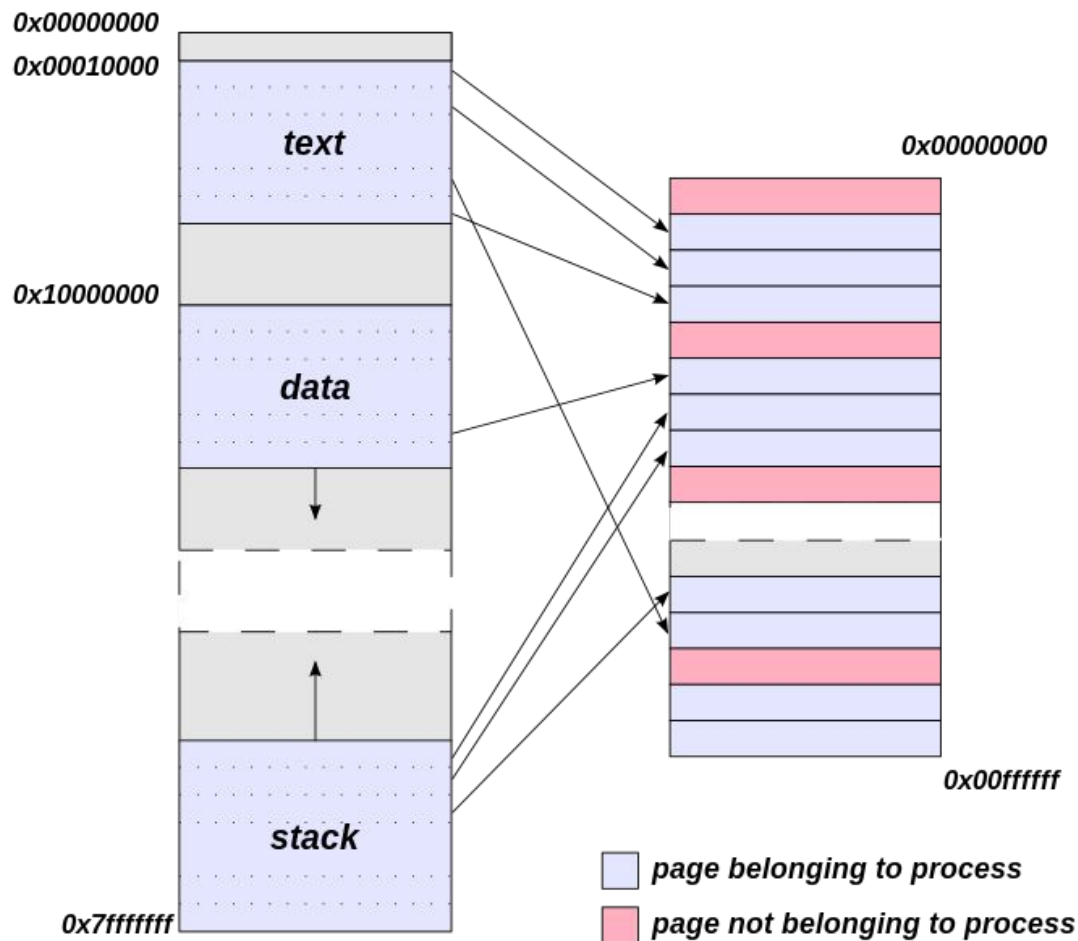 0x00000000
0x00010000
text
0x00000000
0x10000000
data
stack
0x7fffffff
0x00ffffff
page belonging to process
page not belonging to process